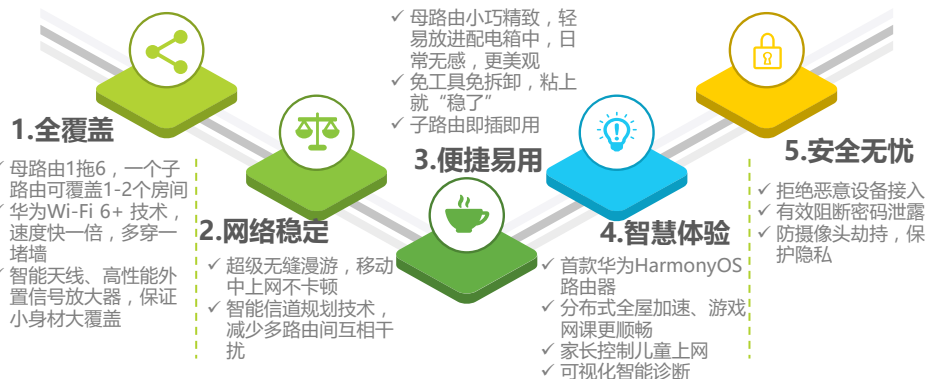 1.全覆盖
母路由1拖6，一个子
路由可覆盖1-2个房间
华为Wi-Fi 6+ 技术，
速度快一倍，多穿一
堵墙
智能天线、高性能外
置信号放大器，保证
小身材大覆盖
2.网络稳定
超级无缝漫游，移动
中上网不卡顿
智能信道规划技术，
减少多路由间互相干
扰
母路由小巧精致，轻
易放进配电箱中，日
常无感，更美观
免工具免拆卸，粘上
就“稳了”
子路由即插即用
3.便捷易用
4.智慧体验
首款华为HarmonyOS
路由器
分布式全屋加速、游戏
网课更顺畅
家长控制儿童上网
可视化智能诊断
5.安全无忧
拒绝恶意设备接入
有效阻断密码泄露
防摄像头劫持，保
护隐私